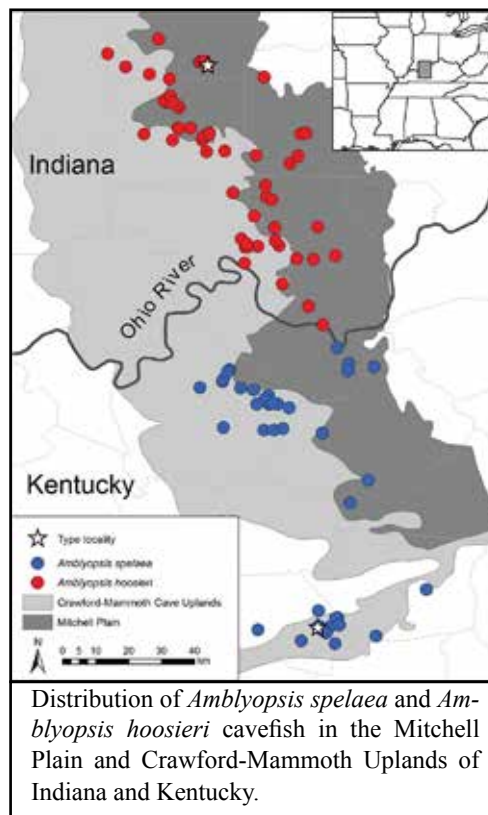 Indiana
Ohio River
Kentucky
Type locality
Amblyopsis spelaea
Amblyopsis hoosieri
Crawford-Mammoth Cave Uplands
Mitchell Plain
N
0 5 10 20 30 40
km
Distribution of Amblyopsis spelaea and Am-
blyopsis hoosieri cavefish in the Mitchell
Plain and Crawford-Mammoth Uplands of
Indiana and Kentucky.